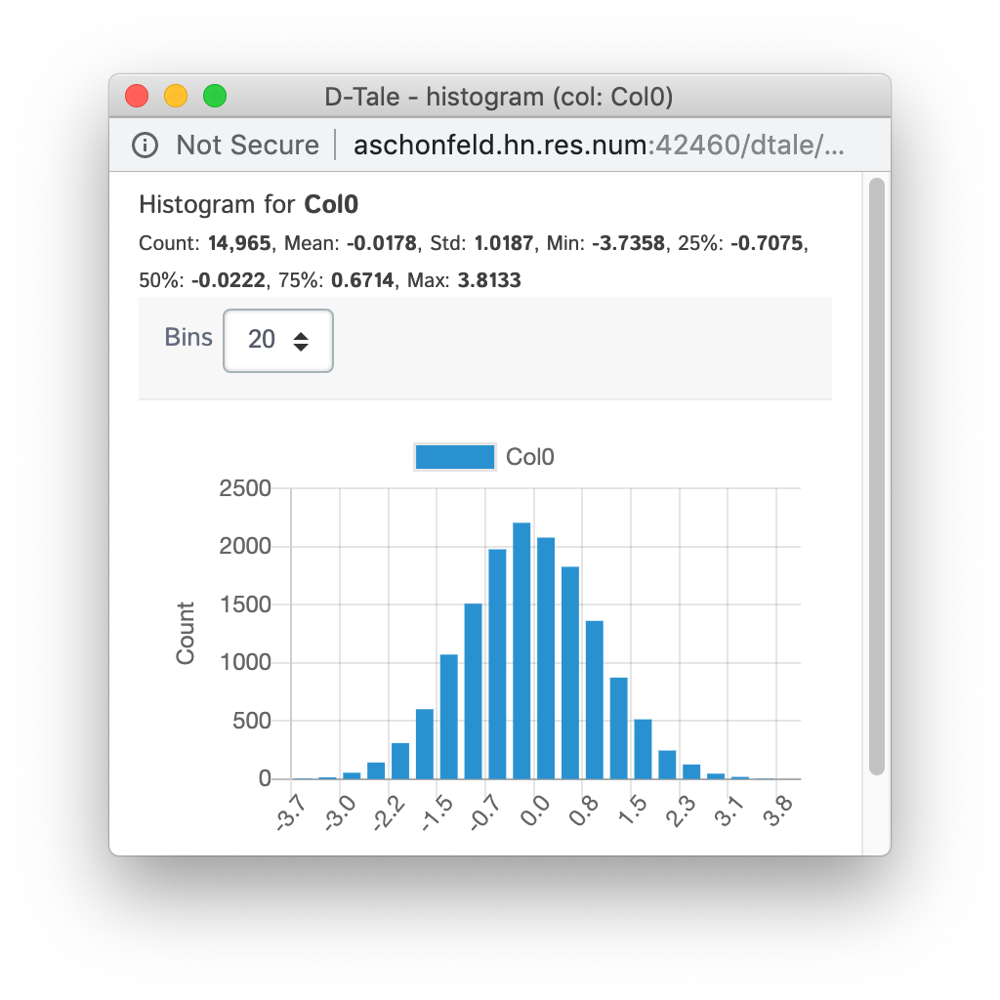 D-Tale - histogram (col: Col0)
Not Secure aschonfeld.hn.res.num:42460/dtale/...
Histogram for Col0
Count: 14,965, Mean: -0.0178, Std: 1.0187, Min: -3.7358, 25%: -0.7075,
50%: -0.0222, 75%: 0.6714, Max: 3.8133
Bins 20
Col0
2500
2000
1500
1000
500
0
Count
-3.7 -3.0 -2.2 -1.5 -0.7 0.0 0.8 1.5 2.3 3.1 3.8